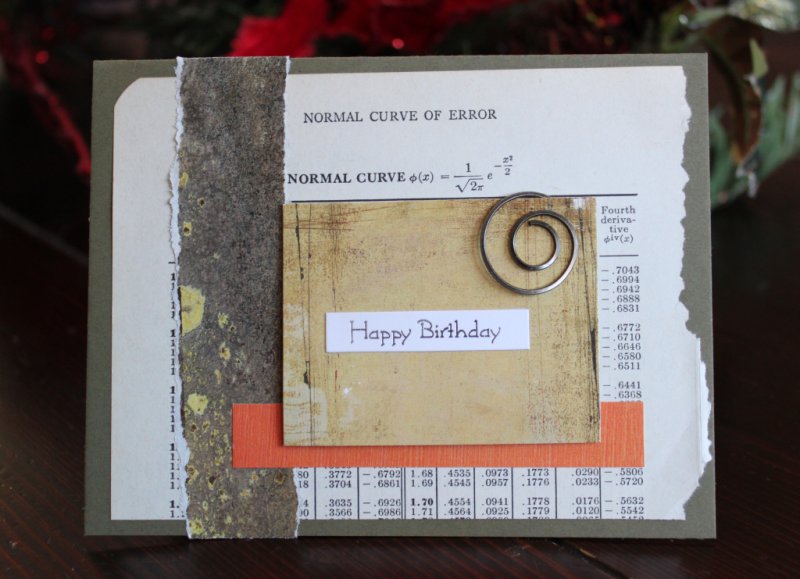 NORMAL CURVE OF ERROR
NORMAL CURVE φ(x) = 1/√2π e^−x²/2
Fourth
deriva-
tive
φⁱᵛ(x)
Happy Birthday
−.7043
−.6994
−.6942
−.6888
−.6831
−.6772
−.6710
−.6646
−.6580
−.6511
−.6441
−.6368
80 .3772 −.6792 1.68 .4535 .0973 .1773 .0290 −.5806
18 .3704 −.6861 1.69 .4545 .0957 .1776 .0233 −.5720
.3635 −.6926 1.70 .4554 .0941 .1778 .0176 −.5632
.3566 −.6986 1.71 .4564 .0925 .1779 .0120 −.5542